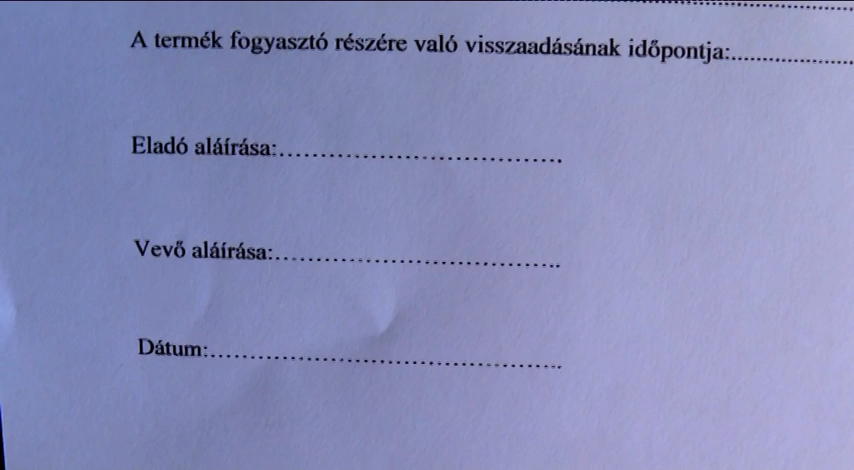 A termék fogyasztó részére való visszaadásának időpontja:....................
Eladó aláírása:...................................
Vevő aláírása:...................................
Dátum:...........................................